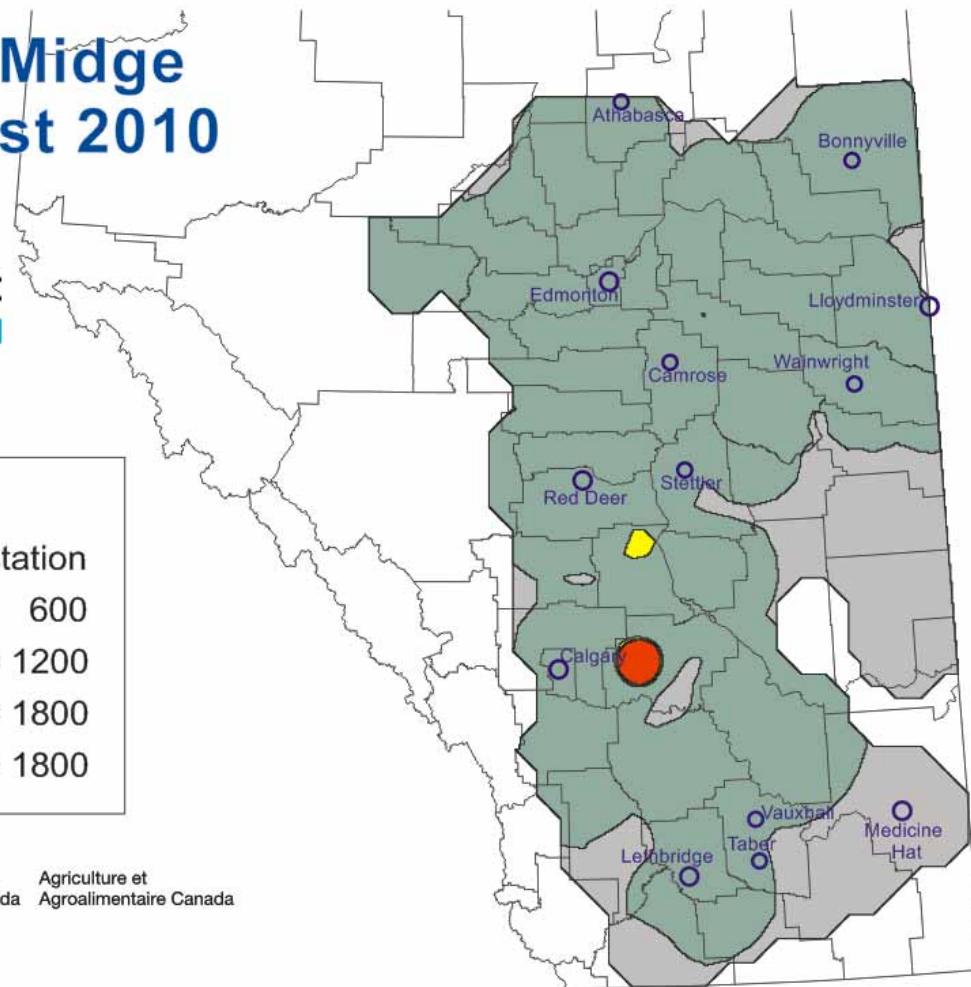 Midge
st 2010
tation
600
1200
1800
1800
Agriculture et
da Agroalimentaire Canada
Athabasca
Bonnyville
Edmonton
Lloydminster
Camrose
Wainwright
Red Deer
Stettler
Calgary
Vauxhall
Taber
Medicine
Hat
Lethbridge